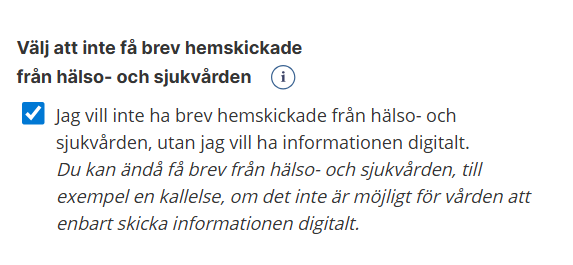 Välj att inte få brev hemskickade
från hälso- och sjukvården i
Jag vill inte ha brev hemskickade från hälso- och
sjukvården, utan jag vill ha informationen digitalt.
Du kan ändå få brev från hälso- och sjukvården, till
exempel en kallelse, om det inte är möjligt för vården att
enbart skicka informationen digitalt.